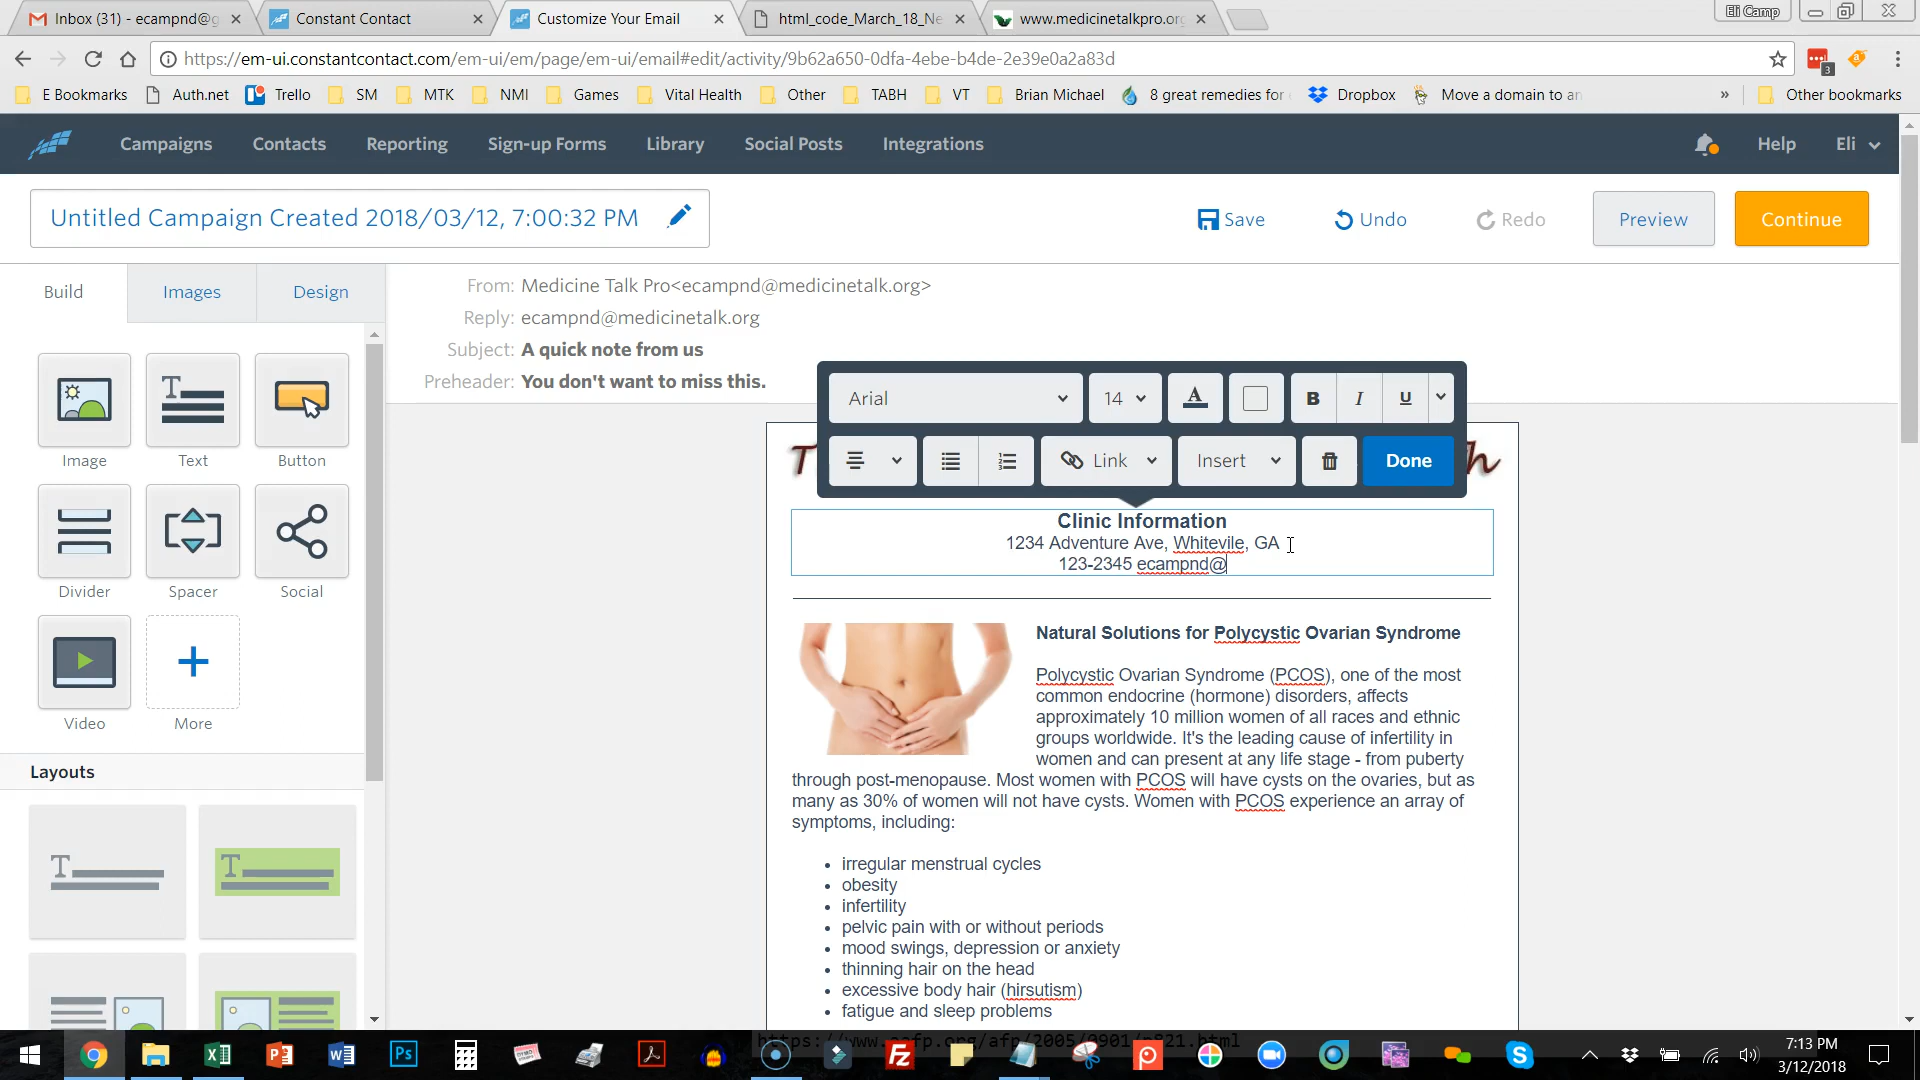 Inbox (31) - ecampnd@g
Constant Contact
Customize Your Email
html_code_March_18_Ne
www.medicinetalkpro.org
Eli Camp
https://em-ui.constantcontact.com/em-ui/em/page/em-ui/email#edit/activity/9b62a650-0dfa-4ebe-b4de-2e39e0a2a83d
3
E Bookmarks
Auth.net
Trello
SM
MTK
NMI
Games
Vital Health
Other
TABH
VT
Brian Michael
8 great remedies for
Dropbox
Move a domain to an
»
Other bookmarks
Campaigns
Contacts
Reporting
Sign-up Forms
Library
Social Posts
Integrations
Help
Eli
Untitled Campaign Created 2018/03/12, 7:00:32 PM
Save
Undo
Redo
Preview
Continue
Build
Images
Design
From: Medicine Talk Pro<ecampnd@medicinetalk.org>
Reply: ecampnd@medicinetalk.org
Subject: A quick note from us
Preheader: You don't want to miss this.
Image
Text
Button
Divider
Spacer
Social
Video
More
Layouts
Arial
14
A
B
I
U
Link
Insert
Done
Clinic Information
1234 Adventure Ave, Whitevile, GA
123-2345 ecampnd@
Natural Solutions for Polycystic Ovarian Syndrome
Polycystic Ovarian Syndrome (PCOS), one of the most
common endocrine (hormone) disorders, affects
approximately 10 million women of all races and ethnic
groups worldwide. It's the leading cause of infertility in
women and can present at any life stage - from puberty
through post-menopause. Most women with PCOS will have cysts on the ovaries, but as
many as 30% of women will not have cysts. Women with PCOS experience an array of
symptoms, including:
• irregular menstrual cycles
• obesity
• infertility
• pelvic pain with or without periods
• mood swings, depression or anxiety
• thinning hair on the head
• excessive body hair (hirsutism)
• fatigue and sleep problems
7:13 PM
3/12/2018